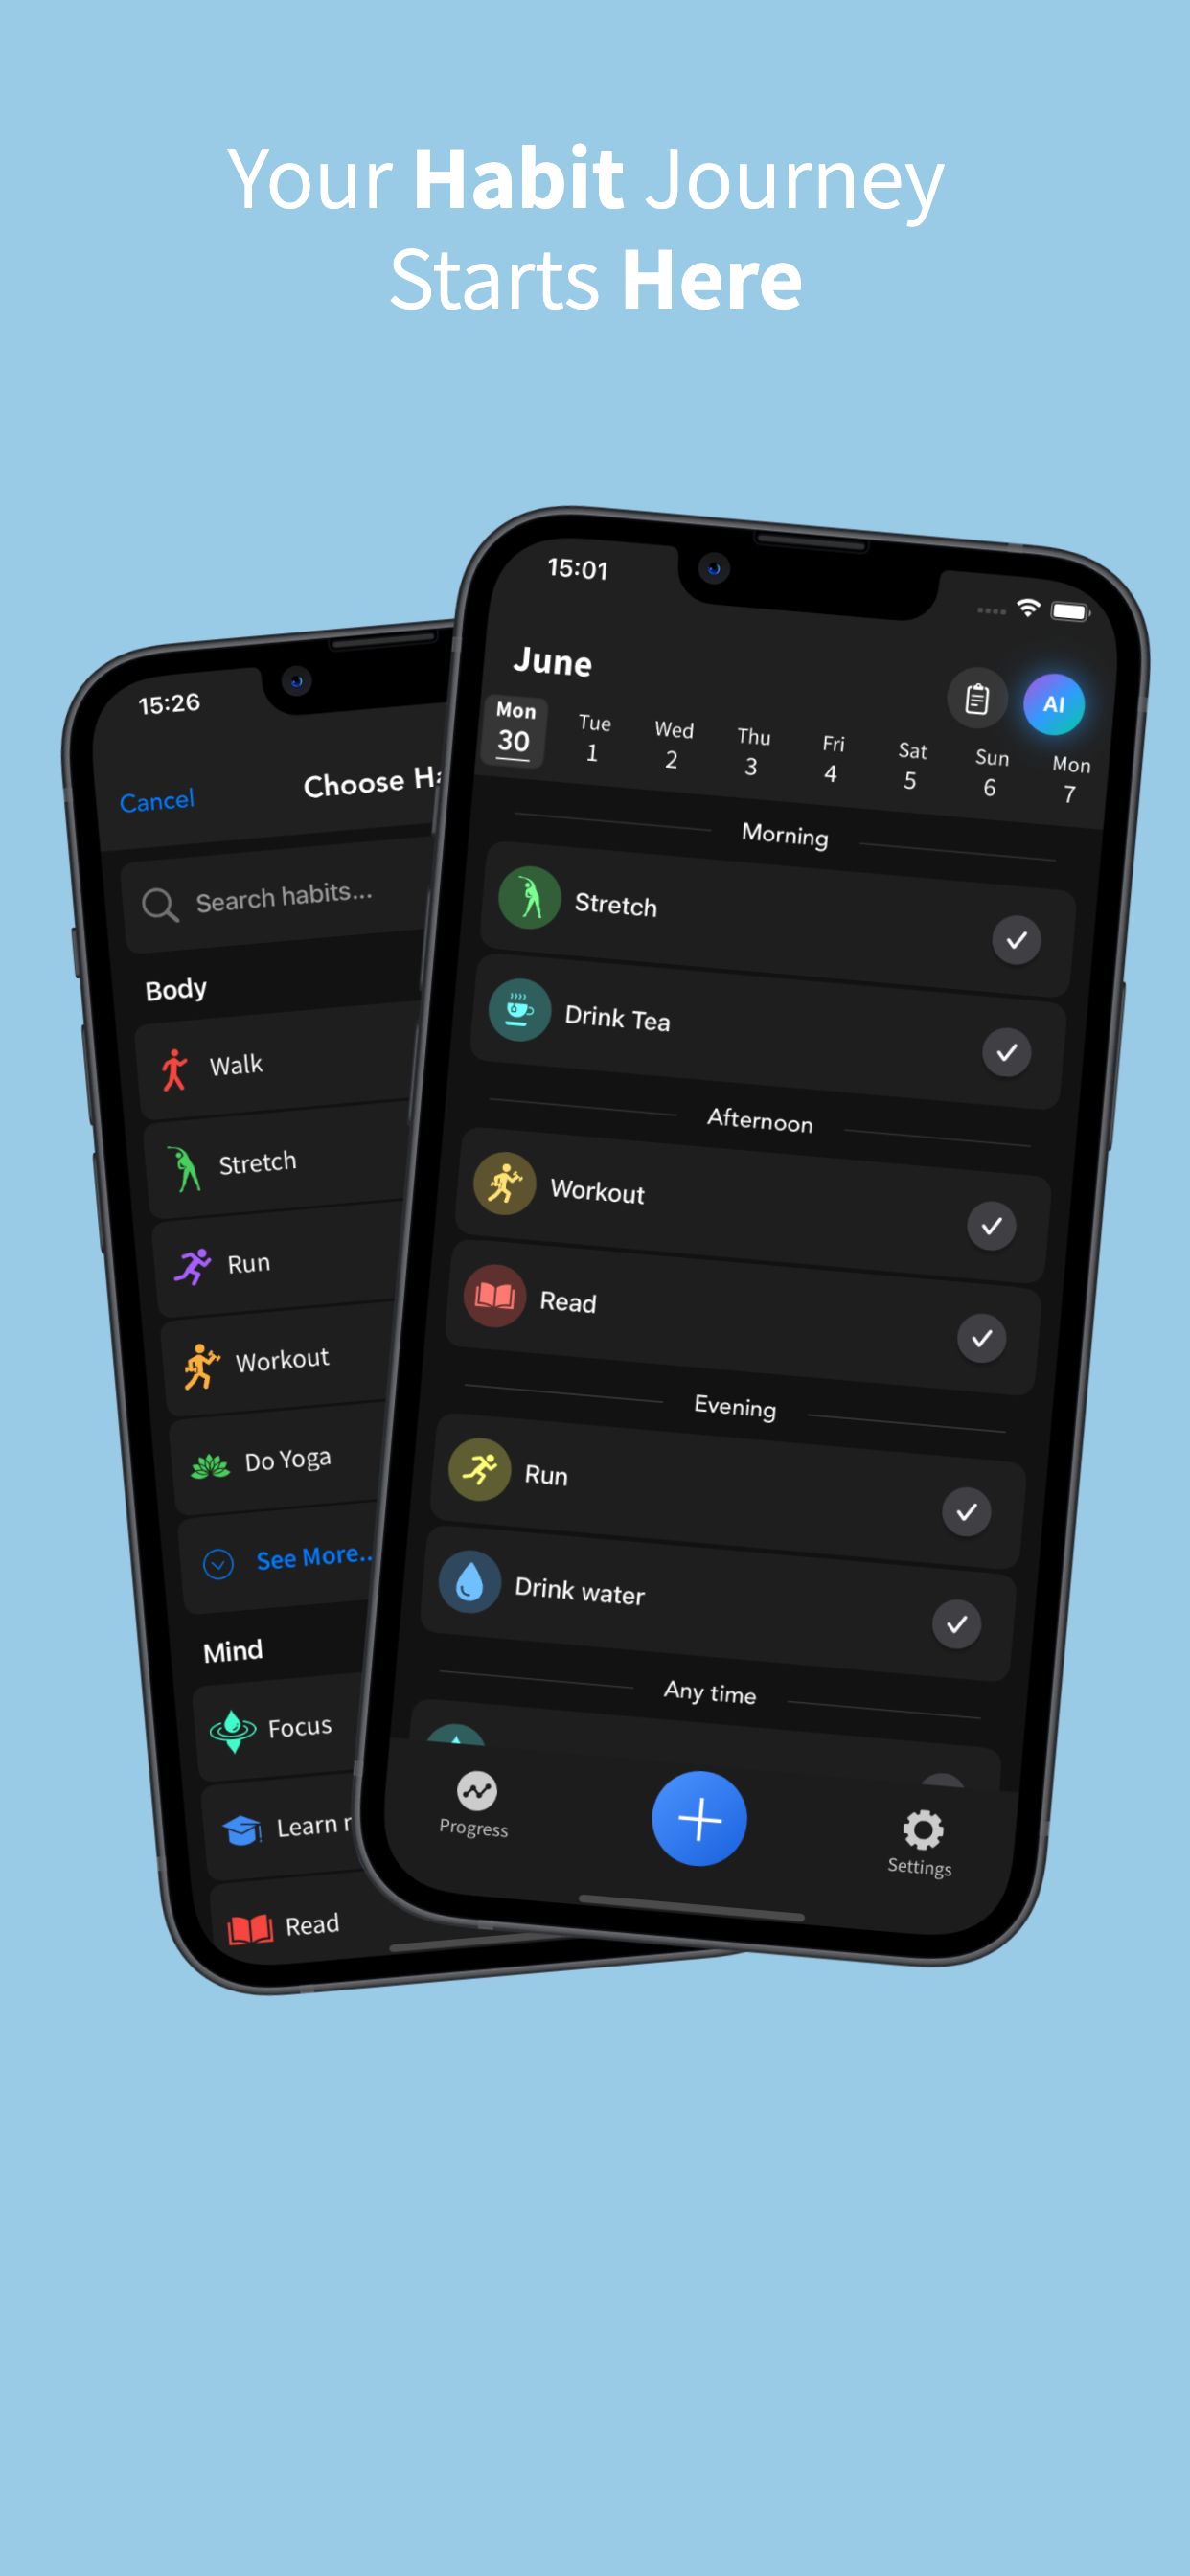 Your Habit Journey
Starts Here
15:26
Cancel
Choose
Search habits...
Body
Walk
Stretch
Run
Workout
Do Yoga
See More..
Mind
Focus
Learn
Read
15:01
June
AI
Mon Tue Wed Thu Fri Sat Sun Mon
30 1 2 3 4 5 6 7
Morning
Stretch
Drink Tea
Afternoon
Workout
Read
Evening
Run
Drink water
Any time
Progress
Settings